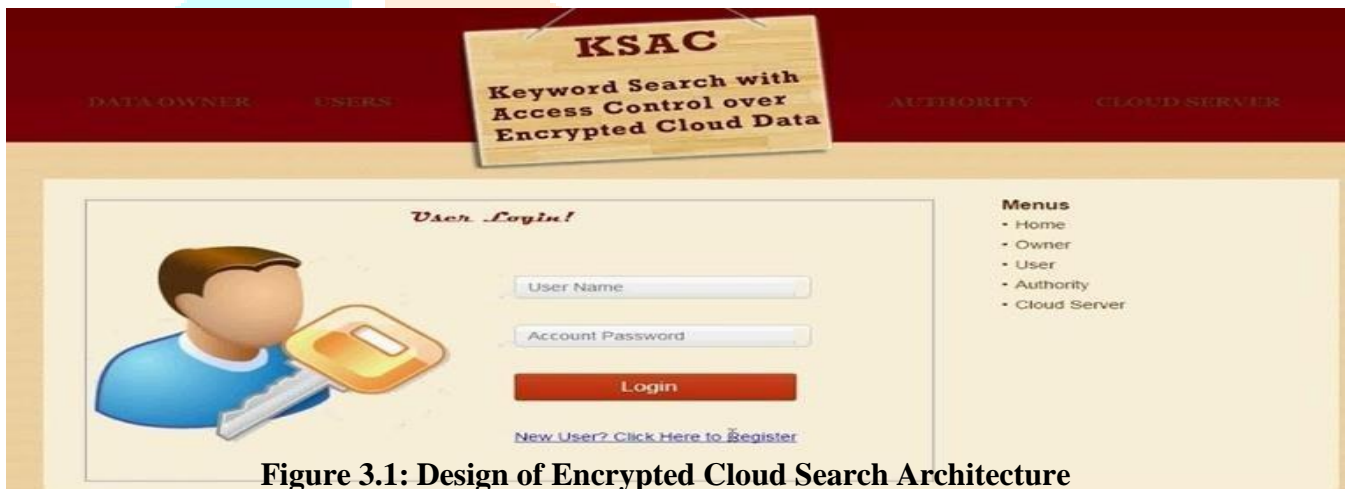 KSAC
Keyword Search with
Access Control over
Encrypted Cloud Data
DATA OWNER
USERS
AUTHORITY
CLOUD SERVER
User Login!
User Name
Account Password
Login
New User? Click Here to Register
Menus
• Home
• Owner
• User
• Authority
• Cloud Server
Figure 3.1: Design of Encrypted Cloud Search Architecture